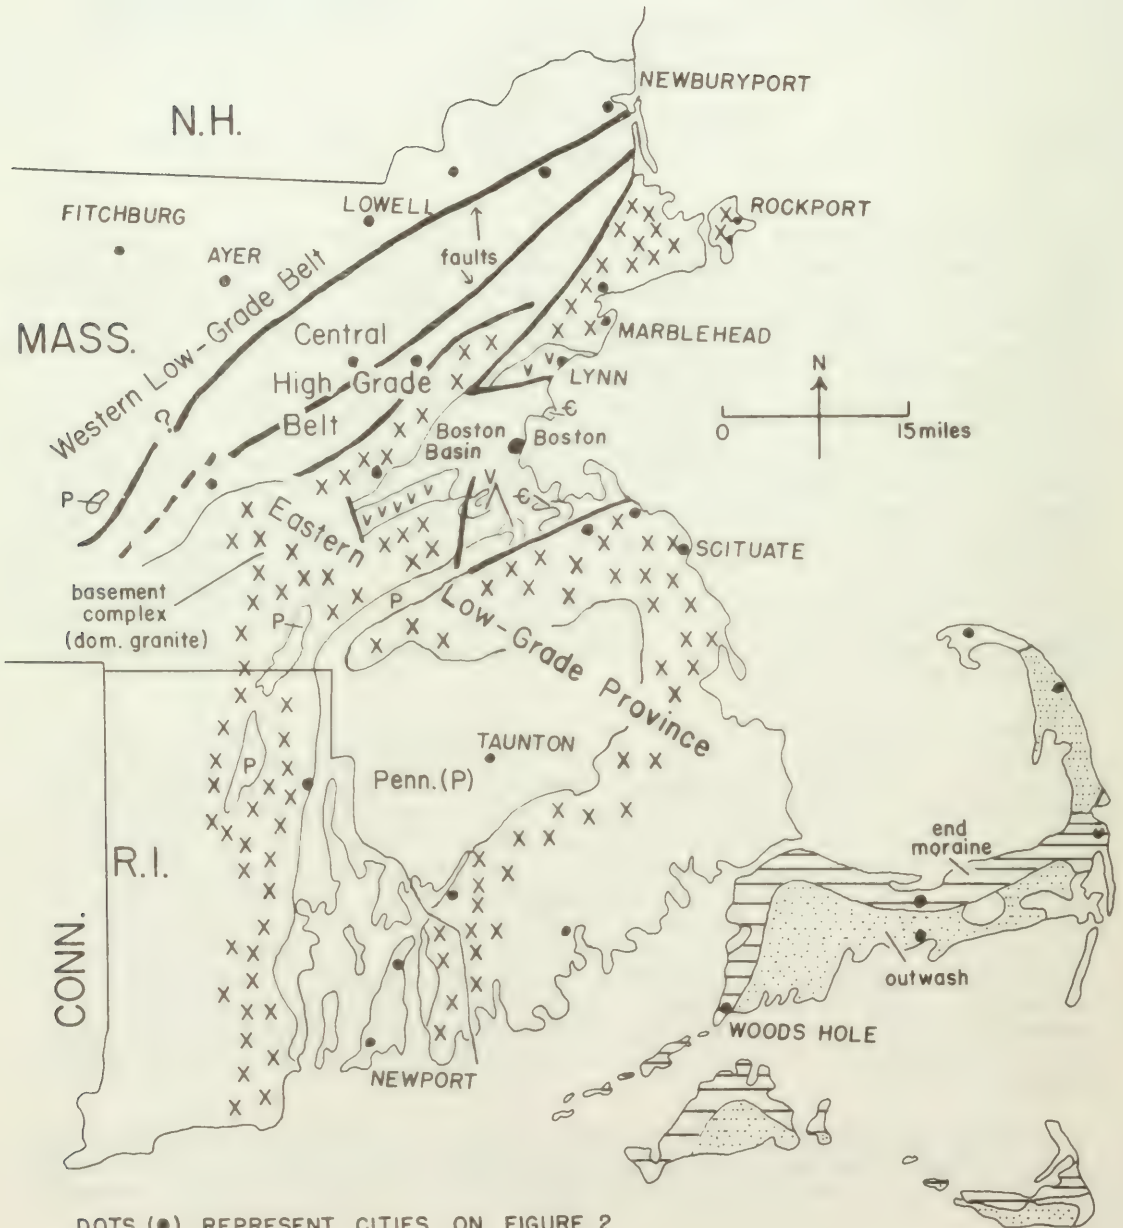 NEWBURYPORT
N.H.
ROCKPORT
FITCHBURG
LOWELL
AYER
faults
Western Low-Grade Belt
MASS.
Central
High Grade
Belt
MARBLEHEAD
LYNN
N
0 15 miles
?
P
Є
Boston
Basin
Boston
Є
Eastern
Low-Grade Province
SCITUATE
basement
complex
(dom. granite)
P
P
TAUNTON
Penn. (P)
P
R.I.
CONN.
end
moraine
outwash
WOODS HOLE
NEWPORT
DOTS (●) REPRESENT CITIES ON FIGURE 2